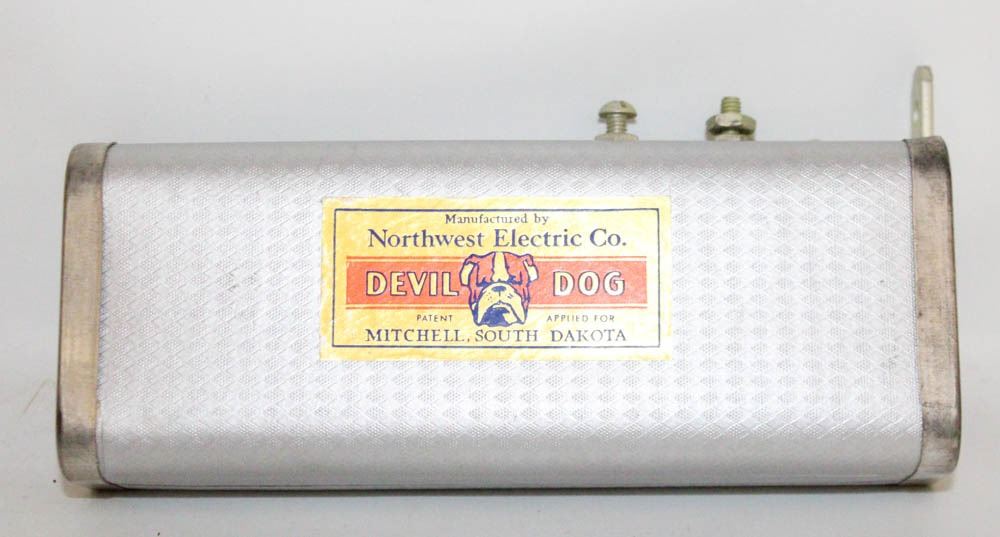 Manufactured by
Northwest Electric Co.
DEVIL DOG
PATENT APPLIED FOR
MITCHELL, SOUTH DAKOTA